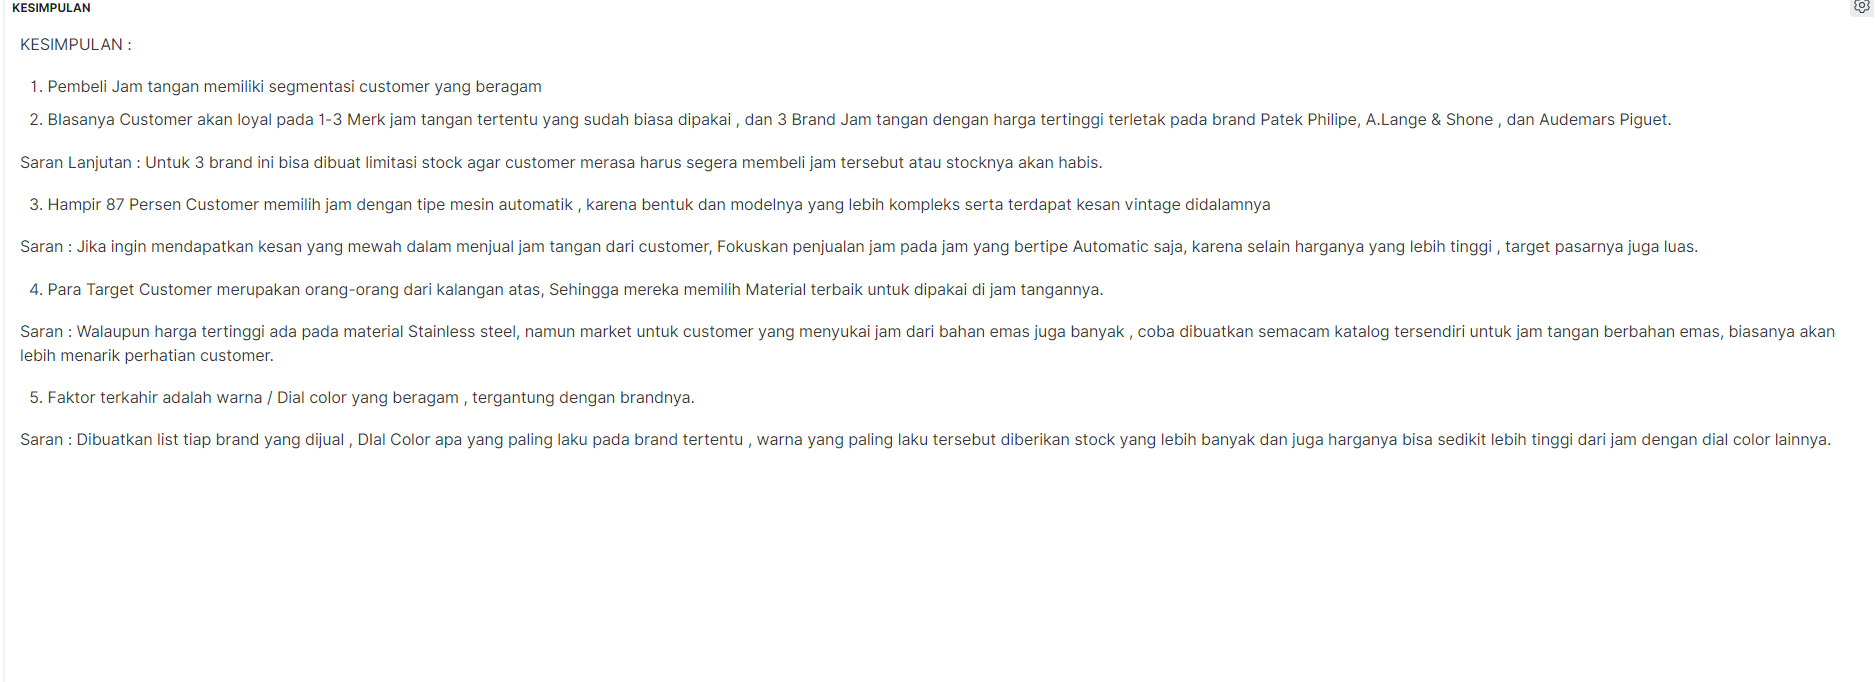 KESIMPULAN
KESIMPULAN :
1. Pembeli Jam tangan memiliki segmentasi customer yang beragam
2. BIasanya Customer akan loyal pada 1-3 Merk jam tangan tertentu yang sudah biasa dipakai , dan 3 Brand Jam tangan dengan harga tertinggi terletak pada brand Patek Philipe, A.Lange & Shone , dan Audemars Piguet.
Saran Lanjutan : Untuk 3 brand ini bisa dibuat limitasi stock agar customer merasa harus segera membeli jam tersebut atau stocknya akan habis.
3. Hampir 87 Persen Customer memilih jam dengan tipe mesin automatik , karena bentuk dan modelnya yang lebih kompleks serta terdapat kesan vintage didalamnya
Saran : Jika ingin mendapatkan kesan yang mewah dalam menjual jam tangan dari customer, Fokuskan penjualan jam pada jam yang bertipe Automatic saja, karena selain harganya yang lebih tinggi , target pasarnya juga luas.
4. Para Target Customer merupakan orang-orang dari kalangan atas, Sehingga mereka memilih Material terbaik untuk dipakai di jam tangannya.
Saran : Walaupun harga tertinggi ada pada material Stainless steel, namun market untuk customer yang menyukai jam dari bahan emas juga banyak , coba dibuatkan semacam katalog tersendiri untuk jam tangan berbahan emas, biasanya akan
lebih menarik perhatian customer.
5. Faktor terkahir adalah warna / Dial color yang beragam , tergantung dengan brandnya.
Saran : Dibuatkan list tiap brand yang dijual , DIal Color apa yang paling laku pada brand tertentu , warna yang paling laku tersebut diberikan stock yang lebih banyak dan juga harganya bisa sedikit lebih tinggi dari jam dengan dial color lainnya.